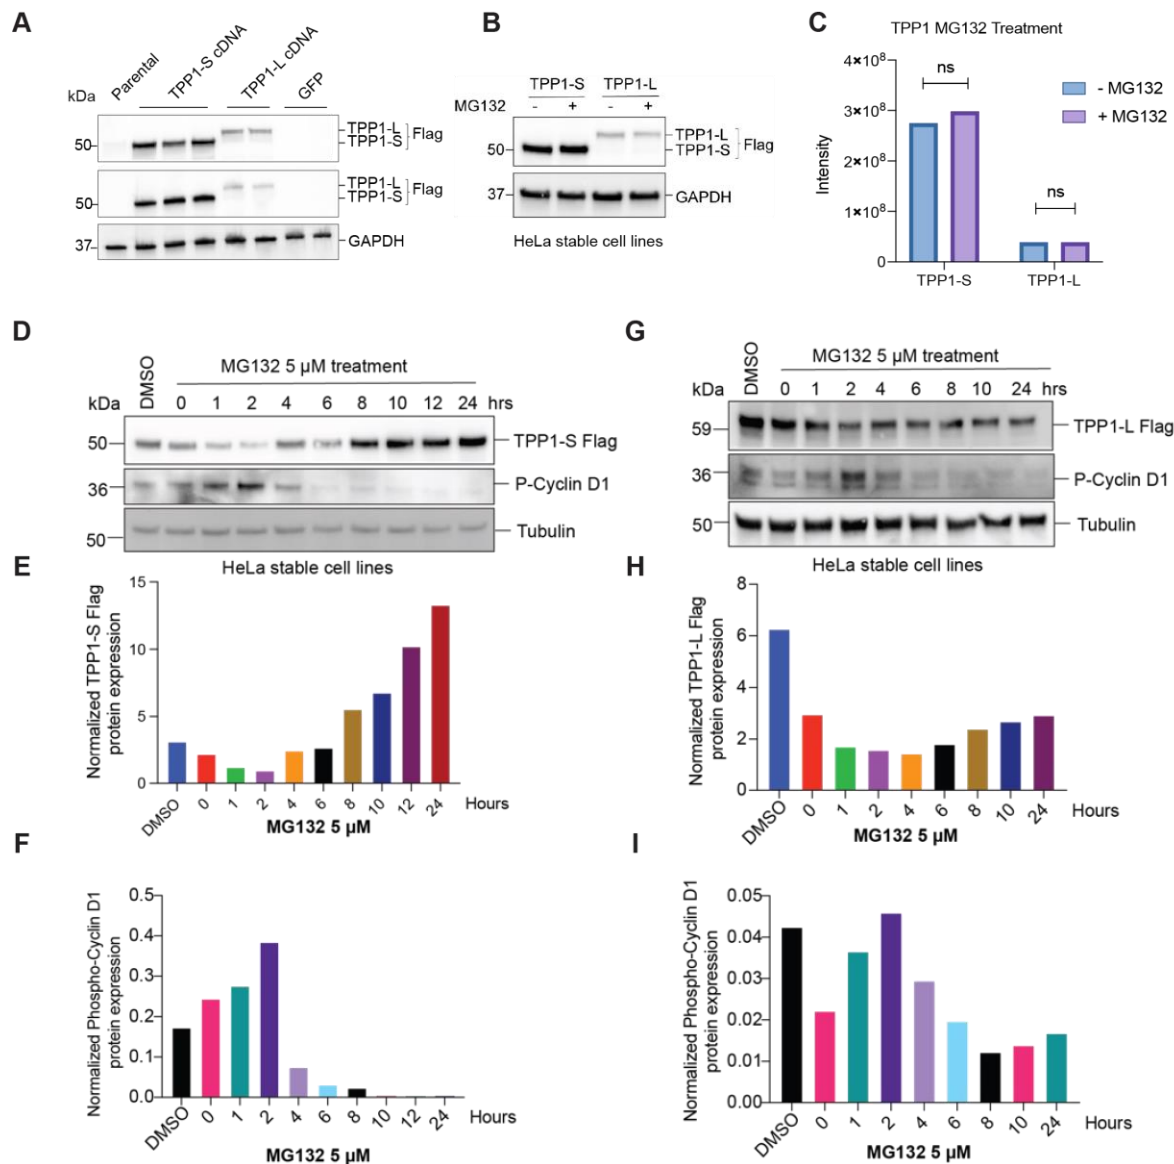 A
Parental
TPP1-S cDNA
TPP1-L cDNA
GFP
kDa
50
TPP1-L
TPP1-S
Flag
50
TPP1-L
TPP1-S
Flag
37
GAPDH
B
TPP1-S TPP1-L
MG132 - + - +
50
TPP1-L
TPP1-S
Flag
37
GAPDH
HeLa stable cell lines
C
TPP1 MG132 Treatment
4×10⁸
3×10⁸
2×10⁸
1×10⁸
0
Intensity
ns
ns
- MG132
+ MG132
TPP1-S
TPP1-L
D
DMSO
MG132 5 µM treatment
kDa
0 1 2 4 6 8 10 12 24 hrs
50
TPP1-S Flag
36
P-Cyclin D1
50
Tubulin
HeLa stable cell lines
G
DMSO
MG132 5 µM treatment
kDa
0 1 2 4 6 8 10 24 hrs
59
TPP1-L Flag
36
P-Cyclin D1
50
Tubulin
HeLa stable cell lines
E
Normalized TPP1-S Flag
protein expression
15
10
5
0
DMSO 0 1 2 4 6 8 10 12 24 Hours
MG132 5 µM
H
Normalized TPP1-L Flag
protein expression
8
6
4
2
0
DMSO 0 1 2 4 6 8 10 24 Hours
MG132 5 µM
F
Normalized Phospho-Cyclin D1
protein expression
0.5
0.4
0.3
0.2
0.1
0.0
DMSO 0 1 2 4 6 8 10 12 24 Hours
MG132 5 µM
I
Normalized Phospho-Cyclin D1
protein expression
0.05
0.04
0.03
0.02
0.01
0.00
DMSO 0 1 2 4 6 8 10 24 Hours
MG132 5 µM